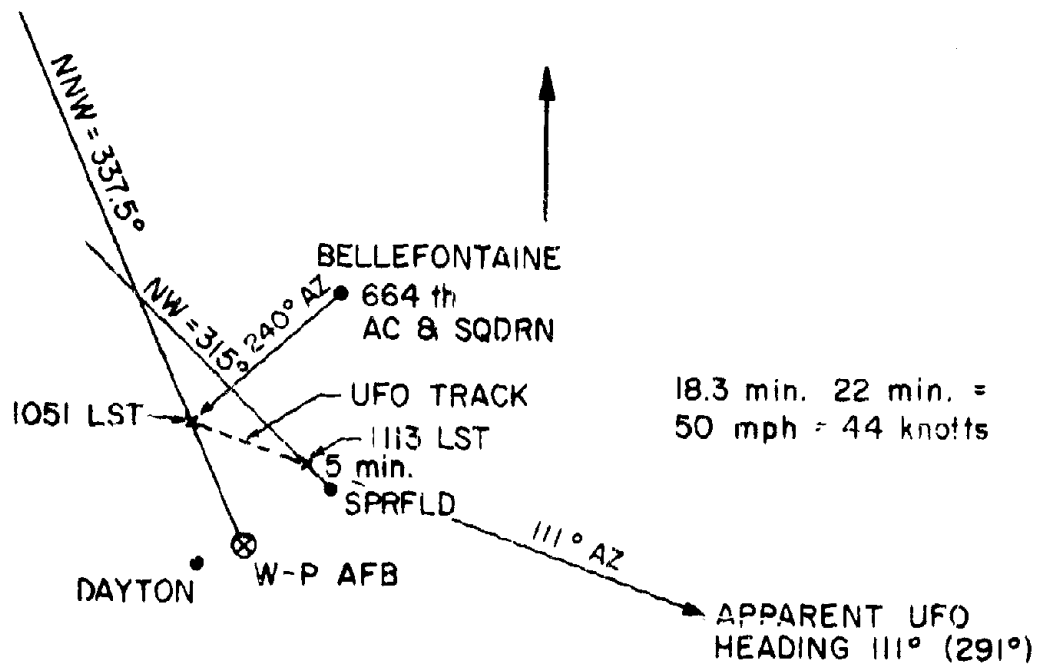 NNW = 337.5°
NW = 315°
240° AZ
BELLEFONTAINE
664 th
AC & SQDRN
1051 LST
UFO TRACK
1113 LST
5 min.
SPRFLD
18.3 min. 22 min. =
50 mph = 44 knotts
W-P AFB
DAYTON
111° AZ
APPARENT UFO
HEADING 111° (291°)